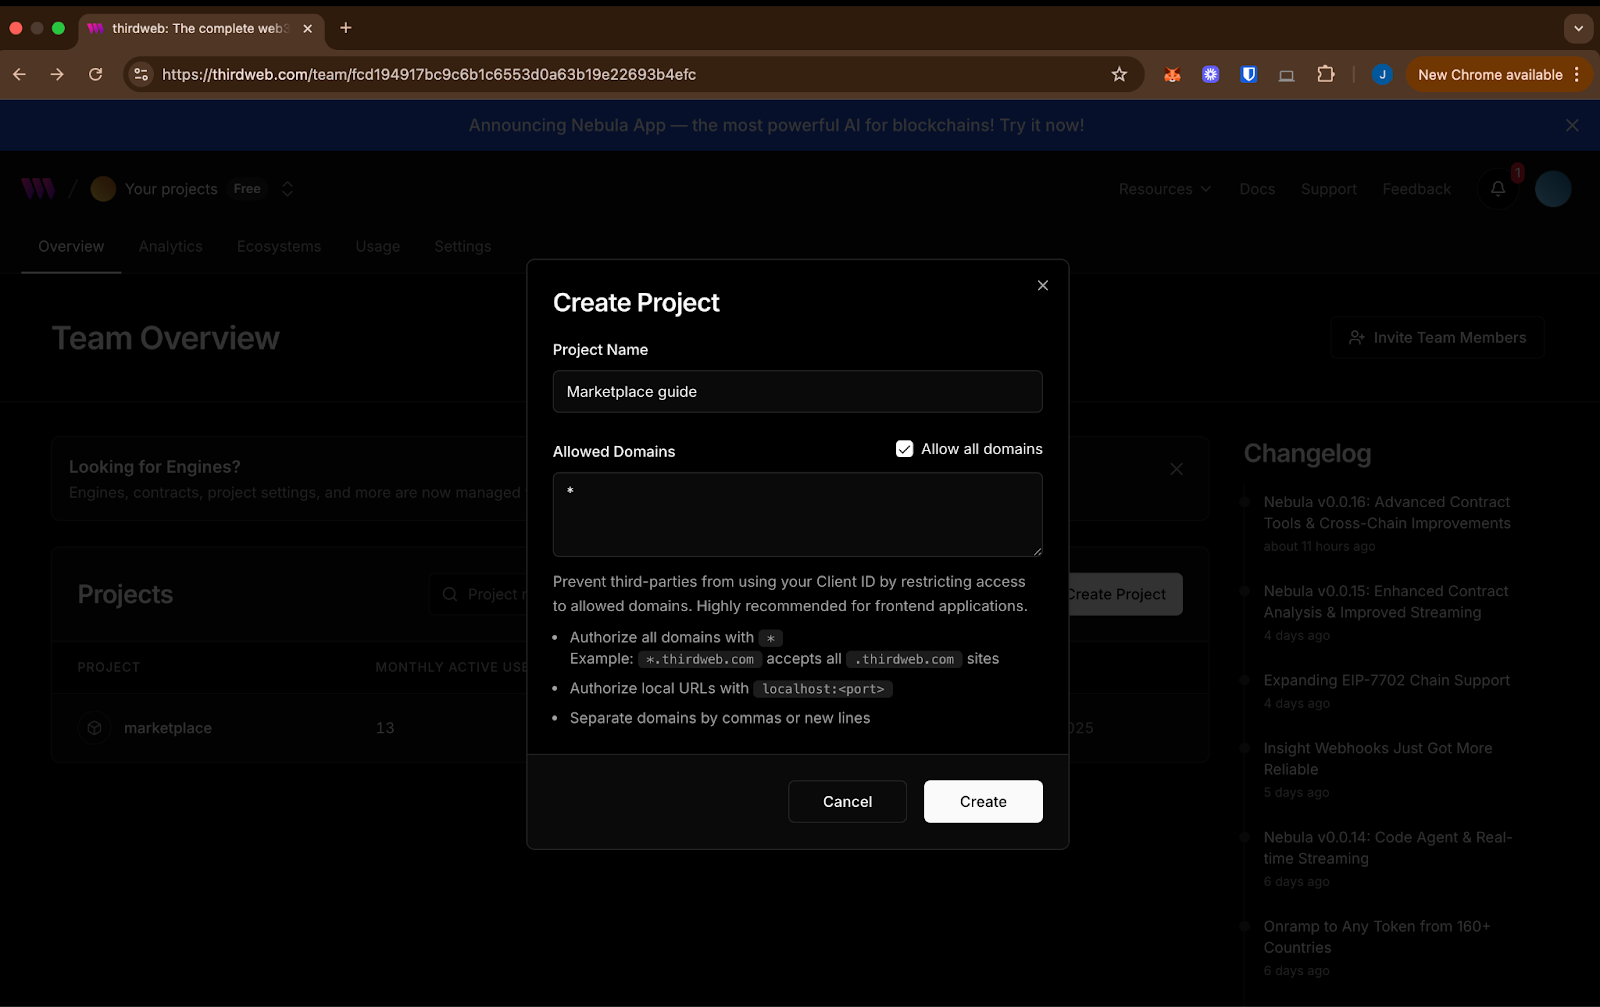 thirdweb: The complete web3
https://thirdweb.com/team/fcd194917bc9c6b1c6553d0a63b19e22693b4efc
J
New Chrome available
Announcing Nebula App — the most powerful AI for blockchains! Try it now!
/ Your projects Free
Resources Docs Support Feedback 1
Overview Analytics Ecosystems Usage Settings
Team Overview
Invite Team Members
Create Project
Project Name
Marketplace guide
Allowed Domains
Allow all domains
*
Prevent third-parties from using your Client ID by restricting access
to allowed domains. Highly recommended for frontend applications.
• Authorize all domains with *
Example: *.thirdweb.com accepts all .thirdweb.com sites
• Authorize local URLs with localhost:<port>
• Separate domains by commas or new lines
Cancel
Create
Looking for Engines?
Engines, contracts, project settings, and more are now managed
Projects
Project
Create Project
PROJECT MONTHLY ACTIVE USE
marketplace 13 025
Changelog
Nebula v0.0.16: Advanced Contract
Tools & Cross-Chain Improvements
about 11 hours ago
Nebula v0.0.15: Enhanced Contract
Analysis & Improved Streaming
4 days ago
Expanding EIP-7702 Chain Support
4 days ago
Insight Webhooks Just Got More
Reliable
5 days ago
Nebula v0.0.14: Code Agent & Real-
time Streaming
6 days ago
Onramp to Any Token from 160+
Countries
6 days ago